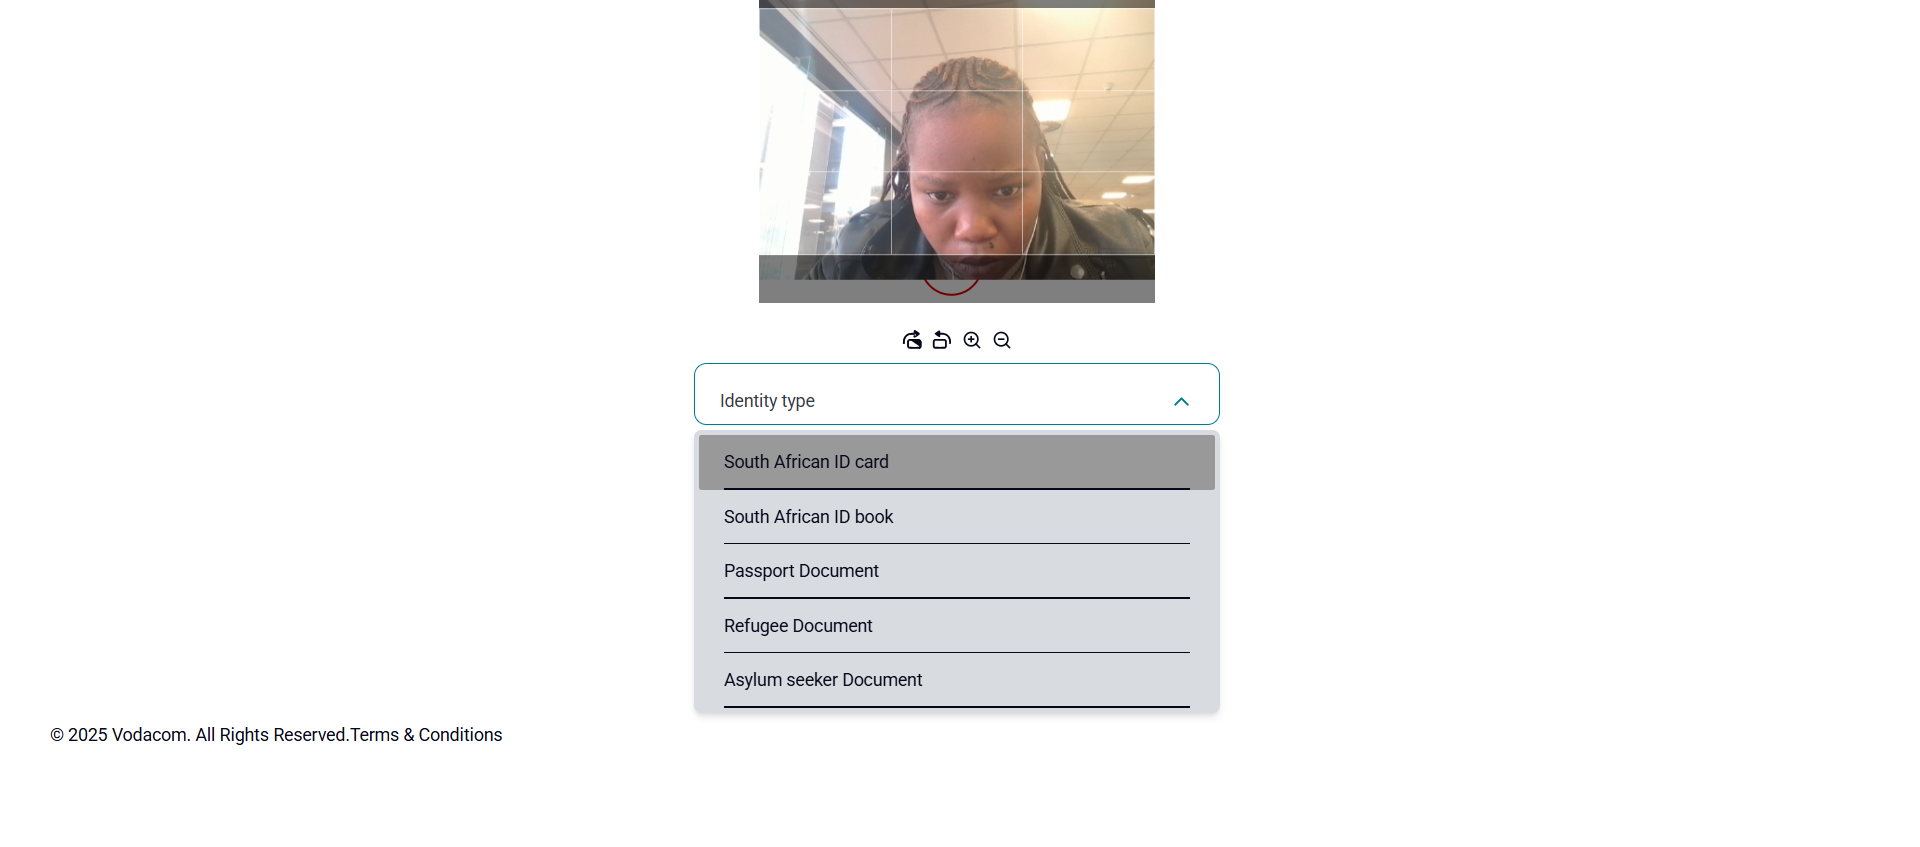 Identity type
South African ID card
South African ID book
Passport Document
Refugee Document
Asylum seeker Document
© 2025 Vodacom. All Rights Reserved.Terms & Conditions